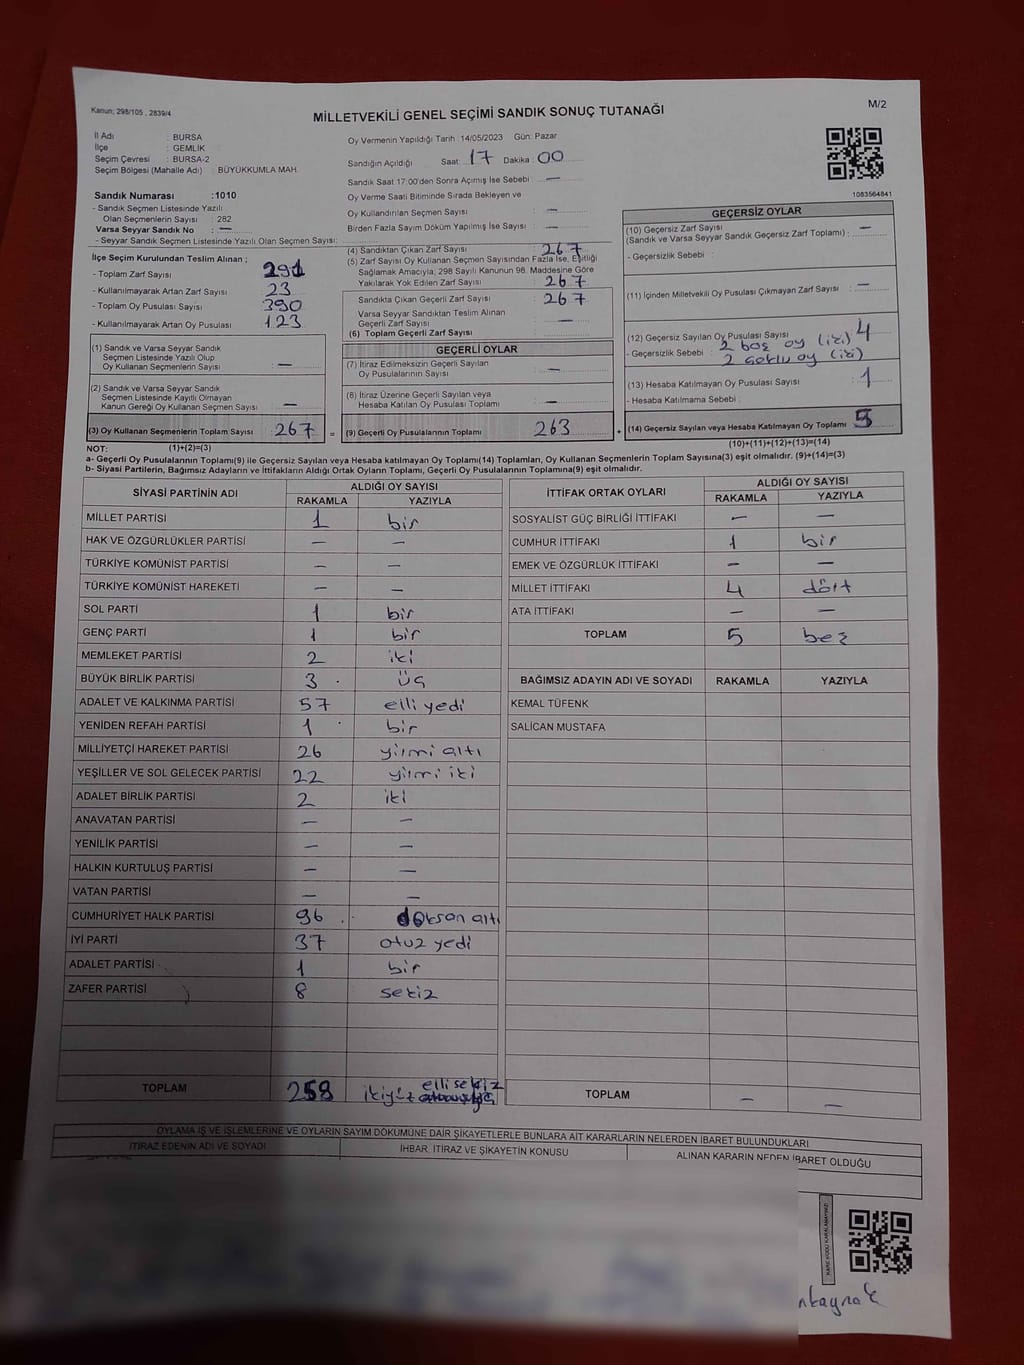 Kanun; 298/105 , 2839/4
MİLLETVEKİLİ GENEL SEÇİMİ SANDIK SONUÇ TUTANAĞI
M/2
İl Adı : BURSA
İlçe : GEMLİK
Seçim Çevresi : BURSA-2
Seçim Bölgesi (Mahalle Adı) : BÜYÜKKUMLA MAH.
Oy Vermenin Yapıldığı Tarih : 14/05/2023 Gün: Pazar
Sandığın Açıldığı Saat: 17 Dakika : 00
Sandık Saat 17:00'den Sonra Açımış İse Sebebi : —
Oy Verme Saati Bitiminde Sırada Bekleyen ve
Oy Kullandırılan Seçmen Sayısı : —
Birden Fazla Sayım Döküm Yapılmış İse Sayısı : —
1083564841
Sandık Numarası :1010
- Sandık Seçmen Listesinde Yazılı
Olan Seçmenlerin Sayısı : 282
Varsa Seyyar Sandık No : —
- Seyyar Sandık Seçmen Listesinde Yazılı Olan Seçmen Sayısı:
İlçe Seçim Kurulundan Teslim Alınan ;
- Toplam Zarf Sayısı : 291
- Kullanılmayarak Artan Zarf Sayısı : 23
- Toplam Oy Pusulası Sayısı : 390
- Kullanılmayarak Artan Oy Pusulası : 123
(4) Sandıktan Çıkan Zarf Sayısı : 267
(5) Zarf Sayısı Oy Kullanan Seçmen Sayısından Fazla İse, Eşitliği
Sağlamak Amacıyla; 298 Sayılı Kanunun 98. Maddesine Göre
Yakılarak Yok Edilen Zarf Sayısı : 267
Sandıkta Çıkan Geçerli Zarf Sayısı : 267
Varsa Seyyar Sandıktan Teslim Alınan
Geçerli Zarf Sayısı : —
(6) Toplam Geçerli Zarf Sayısı :
GEÇERSİZ OYLAR
(10) Geçersiz Zarf Sayısı
(Sandık ve Varsa Seyyar Sandık Geçersiz Zarf Toplamı) : —
- Geçersizlik Sebebi :
(11) İçinden Milletvekili Oy Pusulası Çıkmayan Zarf Sayısı : —
(12) Geçersiz Sayılan Oy Pusulası Sayısı : 4
- Geçersizlik Sebebi : 2 boş oy (iki)
2 çoklu oy (iki)
(13) Hesaba Katılmayan Oy Pusulası Sayısı : 1
- Hesaba Katılmama Sebebi :
(14) Geçersiz Sayılan veya Hesaba Katılmayan Oy Toplamı : 5
(10)+(11)+(12)+(13)=(14)
(1) Sandık ve Varsa Seyyar Sandık
Seçmen Listesinde Yazılı Olup
Oy Kullanan Seçmenlerin Sayısı : —
(2) Sandık ve Varsa Seyyar Sandık
Seçmen Listesinde Kayıtlı Olmayan
Kanun Gereği Oy Kullanan Seçmen Sayısı : —
(3) Oy Kullanan Seçmenlerin Toplam Sayısı : 267 =
GEÇERLİ OYLAR
(7) İtiraz Edilmeksizin Geçerli Sayılan
Oy Pusulalarının Sayısı : —
(8) İtiraz Üzerine Geçerli Sayılan veya
Hesaba Katılan Oy Pusulası Toplamı : —
(9) Geçerli Oy Pusulalarının Toplamı : 263 +
NOT: (1)+(2)=(3)
a- Geçerli Oy Pusulaları(9) ile Geçersiz Sayılan veya Hesaba katılmayan Oy Toplamı(14) Toplamları, Oy Kullanan Seçmenlerin Toplam Sayısına(3) eşit olmalıdır. (9)+(14)=(3)
b- Siyasi Partilerin, Bağımsız Adayların ve İttifakların Aldığı Ortak Oyların Toplamı, Geçerli Oy Pusulalarının Toplamına(9) eşit olmalıdır.
SİYASİ PARTİNİN ADI ALDIĞI OY SAYISI
RAKAMLA YAZIYLA
MİLLET PARTİSİ 1 bir
HAK VE ÖZGÜRLÜKLER PARTİSİ — —
TÜRKİYE KOMÜNİST PARTİSİ — —
TÜRKİYE KOMÜNİST HAREKETİ — —
SOL PARTİ 1 bir
GENÇ PARTİ 1 bir
MEMLEKET PARTİSİ 2 iki
BÜYÜK BİRLİK PARTİSİ 3 üç
ADALET VE KALKINMA PARTİSİ 57 elli yedi
YENİDEN REFAH PARTİSİ 1 bir
MİLLİYETÇİ HAREKET PARTİSİ 26 yirmi altı
YEŞİLLER VE SOL GELECEK PARTİSİ 22 yirmi iki
ADALET BİRLİK PARTİSİ 2 iki
ANAVATAN PARTİSİ — —
YENİLİK PARTİSİ — —
HALKIN KURTULUŞ PARTİSİ — —
VATAN PARTİSİ — —
CUMHURİYET HALK PARTİSİ 96 doksan altı
İYİ PARTİ 37 otuz yedi
ADALET PARTİSİ 1 bir
ZAFER PARTİSİ 8 sekiz
TOPLAM 258 ikiyüz elli sekiz
İTTİFAK ORTAK OYLARI ALDIĞI OY SAYISI
RAKAMLA YAZIYLA
SOSYALİST GÜÇ BİRLİĞİ İTTİFAKI — —
CUMHUR İTTİFAKI 1 bir
EMEK VE ÖZGÜRLÜK İTTİFAKI — —
MİLLET İTTİFAKI 4 dört
ATA İTTİFAKI — —
TOPLAM 5 beş
BAĞIMSIZ ADAYIN ADI VE SOYADI RAKAMLA YAZIYLA
KEMAL TÜFENK
SALİCAN MUSTAFA
TOPLAM — —
OYLAMA İŞ VE İŞLEMLERİNE VE OYLARIN SAYIM DÖKÜMÜNE DAİR ŞİKAYETLERLE BUNLARA AİT KARARLARIN NELERDEN İBARET BULUNDUKLARI
İTİRAZ EDENİN ADI VE SOYADI İHBAR, İTİRAZ VE ŞİKAYETİN KONUSU ALINAN KARARIN NEDEN İBARET OLDUĞU
KARE KODU KARALAMAYINIZ